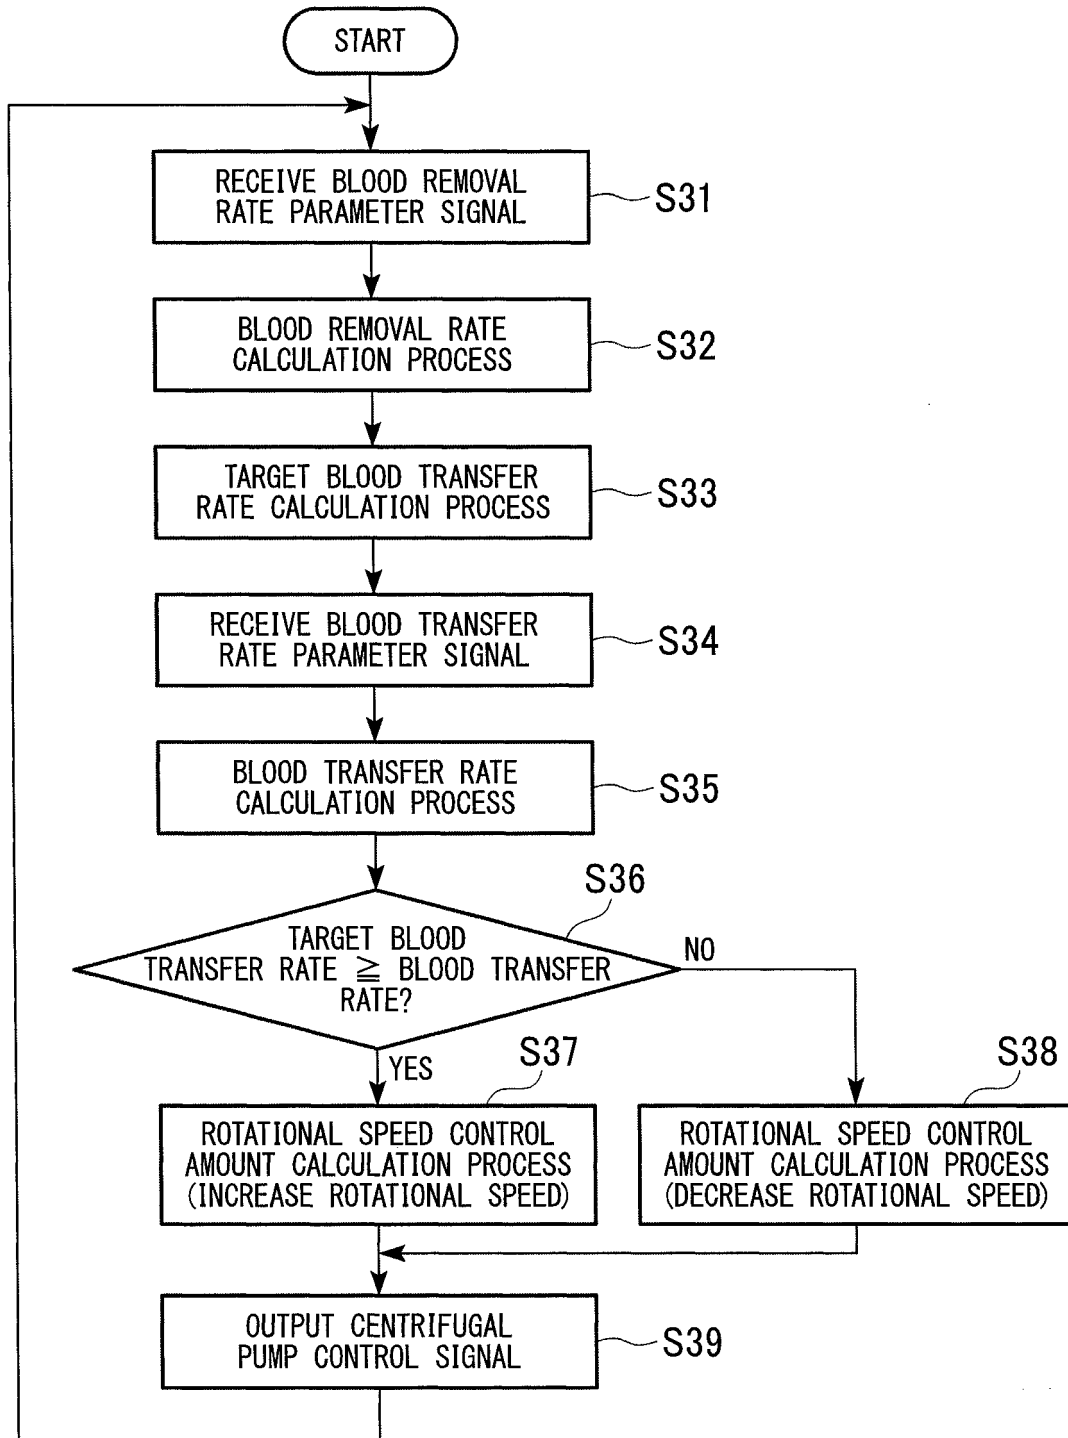 START
RECEIVE BLOOD REMOVAL
RATE PARAMETER SIGNAL
S31
BLOOD REMOVAL RATE
CALCULATION PROCESS
S32
TARGET BLOOD TRANSFER
RATE CALCULATION PROCESS
S33
RECEIVE BLOOD TRANSFER
RATE PARAMETER SIGNAL
S34
BLOOD TRANSFER RATE
CALCULATION PROCESS
S35
S36
TARGET BLOOD
TRANSFER RATE ≧ BLOOD TRANSFER
RATE?
NO
YES
S37
ROTATIONAL SPEED CONTROL
AMOUNT CALCULATION PROCESS
(INCREASE ROTATIONAL SPEED)
S38
ROTATIONAL SPEED CONTROL
AMOUNT CALCULATION PROCESS
(DECREASE ROTATIONAL SPEED)
OUTPUT CENTRIFUGAL
PUMP CONTROL SIGNAL
S39